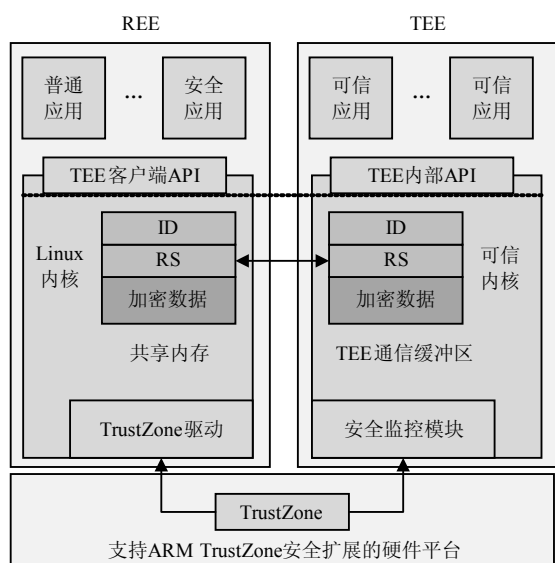 REE
TEE
普通
应用
…
安全
应用
可信
应用
…
可信
应用
TEE客户端API
TEE内部API
Linux
内核
ID
RS
加密数据
共享内存
ID
RS
加密数据
可信
内核
TEE通信缓冲区
TrustZone驱动
安全监控模块
TrustZone
支持ARM TrustZone安全扩展的硬件平台